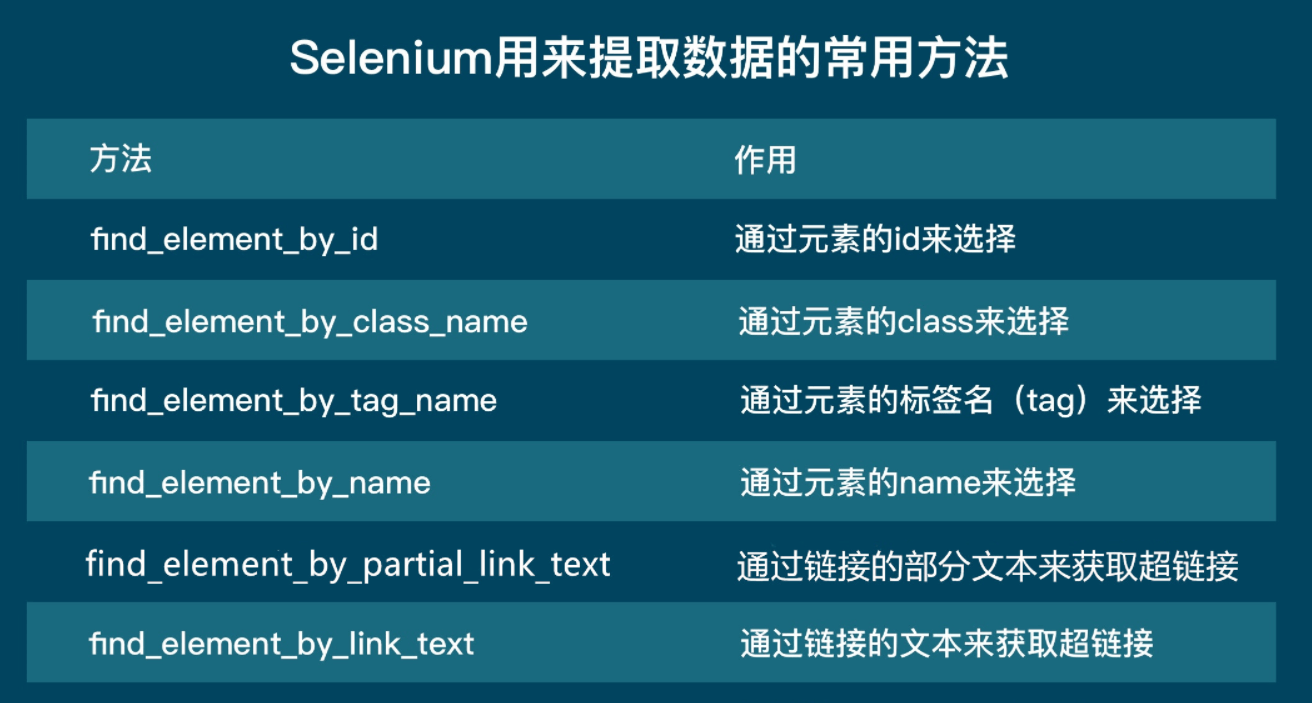 Selenium用来提取数据的常用方法
方法 作用
find_element_by_id 通过元素的id来选择
find_element_by_class_name 通过元素的class来选择
find_element_by_tag_name 通过元素的标签名（tag）来选择
find_element_by_name 通过元素的name来选择
find_element_by_partial_link_text 通过链接的部分文本来获取超链接
find_element_by_link_text 通过链接的文本来获取超链接